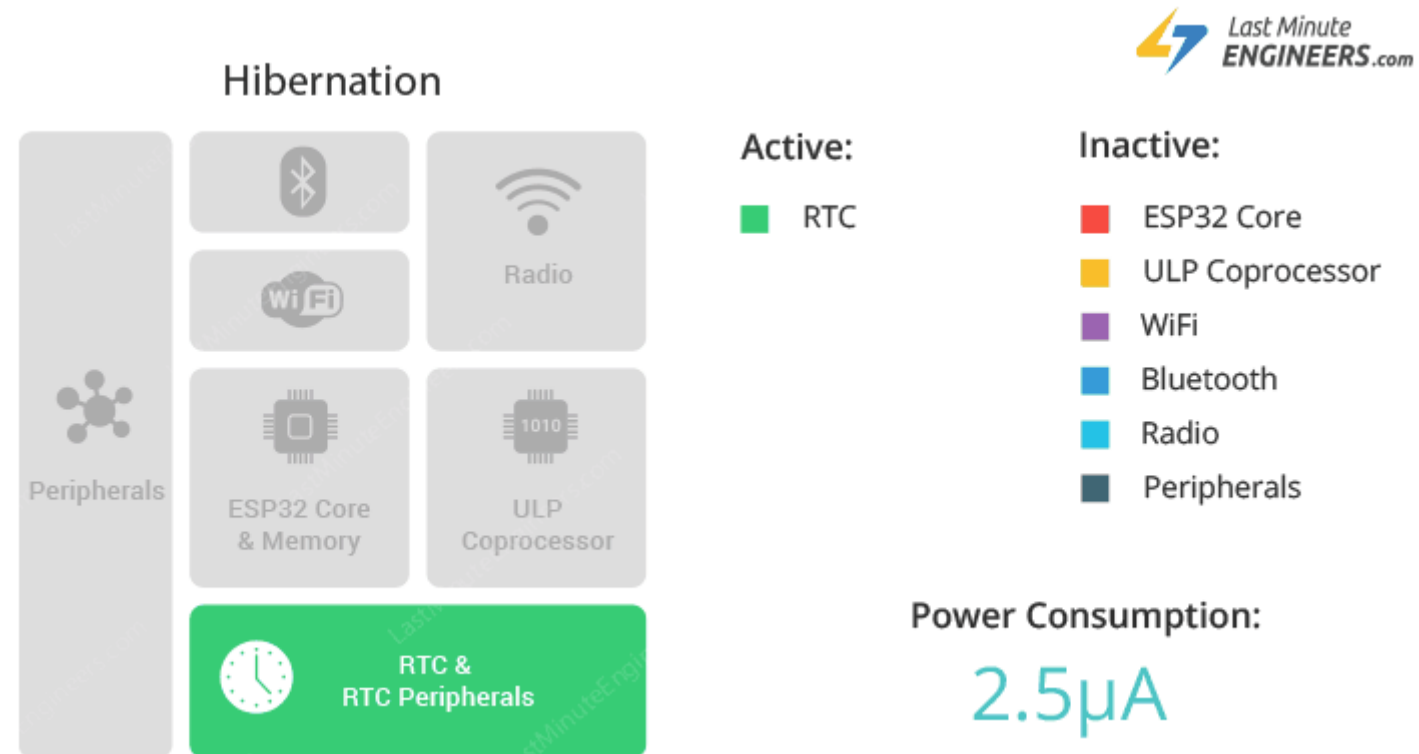 Last Minute
ENGINEERS.com
Hibernation
Active:
RTC
Inactive:
ESP32 Core
ULP Coprocessor
WiFi
Bluetooth
Radio
Peripherals
Peripherals
WiFi
Radio
ESP32 Core
& Memory
1010
ULP
Coprocessor
RTC &
RTC Peripherals
Power Consumption:
2.5µA